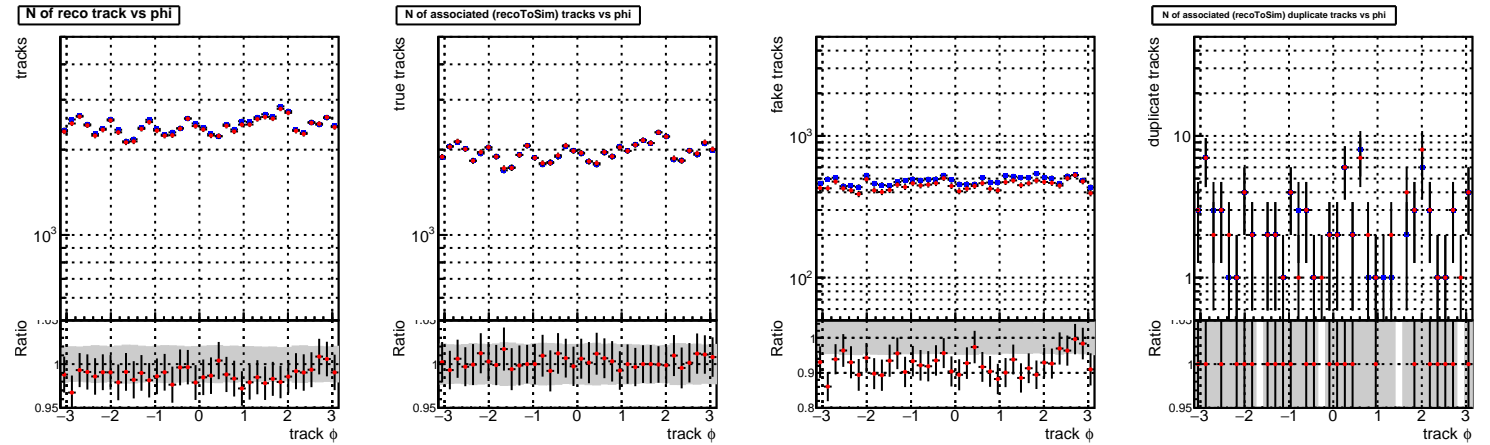 N of reco track vs phi
tracks
10³
Ratio
1
0.95
−3 −2 −1 0 1 2 3
track ϕ
N of associated (recoToSim) tracks vs phi
true tracks
10³
Ratio
1
0.95
−3 −2 −1 0 1 2 3
track ϕ
fake tracks
10³
10²
Ratio
1
0.9
0.8
−3 −2 −1 0 1 2 3
track ϕ
N of associated (recoToSim) duplicate tracks vs phi
duplicate tracks
10
1
Ratio
1
0.95
−3 −2 −1 0 1 2 3
track ϕ